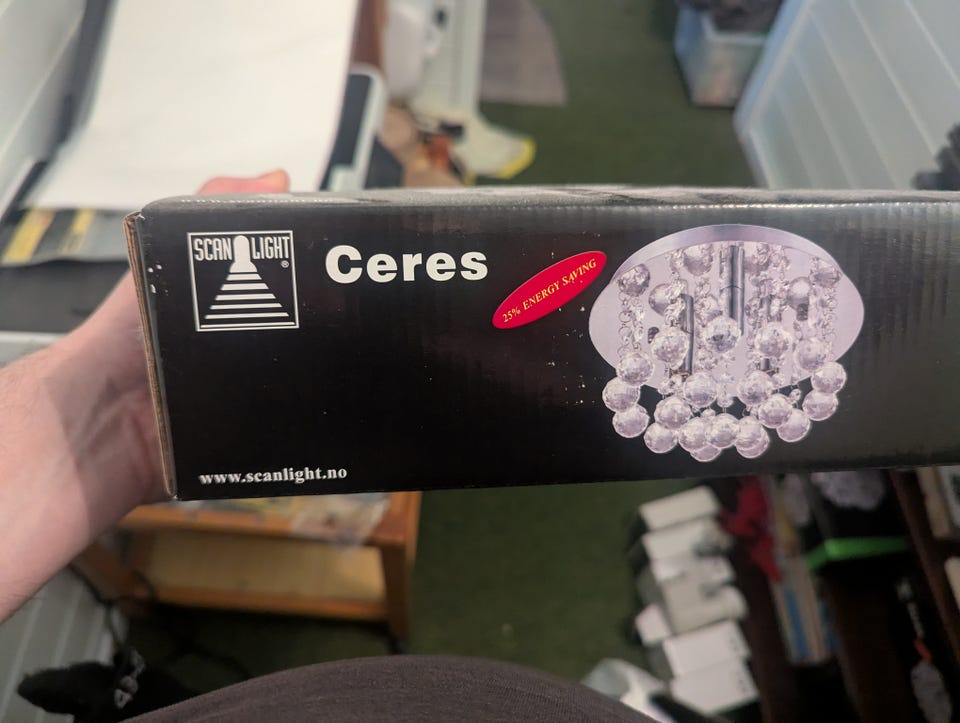 SCAN LIGHT®
Ceres
25% ENERGY SAVING
www.scanlight.no